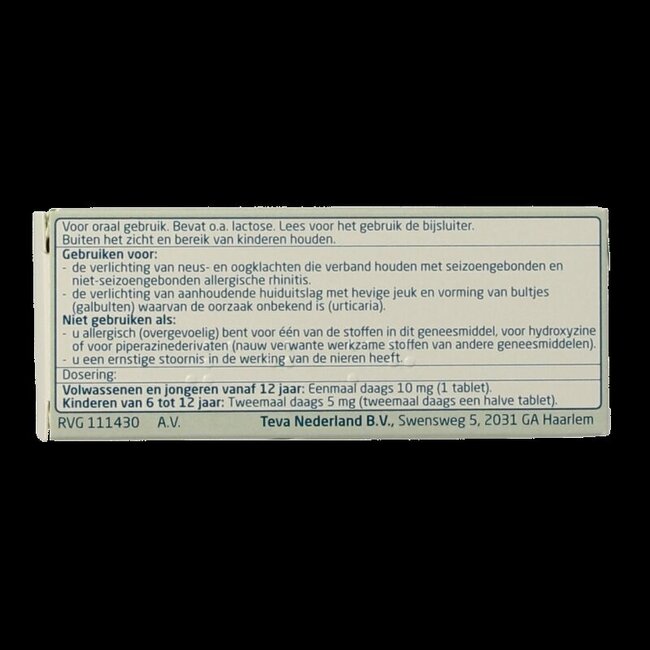 Voor oraal gebruik. Bevat o.a. lactose. Lees voor het gebruik de bijsluiter.
Buiten het zicht en bereik van kinderen houden.
Gebruiken voor:
- de verlichting van neus- en oogklachten die verband houden met seizoengebonden en
niet-seizoengebonden allergische rhinitis.
- de verlichting van aanhoudende huiduitslag met hevige jeuk en vorming van bultjes
(galbulten) waarvan de oorzaak onbekend is (urticaria).
Niet gebruiken als:
- u allergisch (overgevoelig) bent voor één van de stoffen in dit geneesmiddel, voor hydroxyzine
of voor piperazinederivaten (nauw verwante werkzame stoffen van andere geneesmiddelen).
- u een ernstige stoornis in de werking van de nieren heeft.
Dosering:
Volwassenen en jongeren vanaf 12 jaar: Eenmaal daags 10 mg (1 tablet).
Kinderen van 6 tot 12 jaar: Tweemaal daags 5 mg (tweemaal daags een halve tablet).
RVG 111430 A.V. Teva Nederland B.V., Swensweg 5, 2031 GA Haarlem